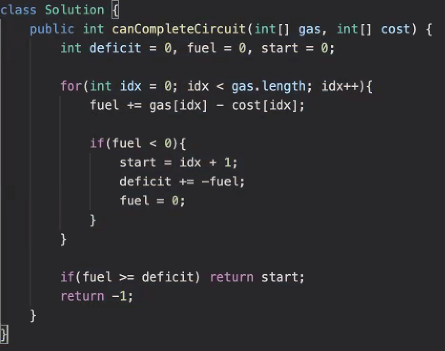 class Solution {
    public int canCompleteCircuit(int[] gas, int[] cost) {
        int deficit = 0, fuel = 0, start = 0;

        for(int idx = 0; idx < gas.length; idx++){
            fuel += gas[idx] - cost[idx];

            if(fuel < 0){
                start = idx + 1;
                deficit += -fuel;
                fuel = 0;
            }
        }

        if(fuel >= deficit) return start;
        return -1;
    }
}